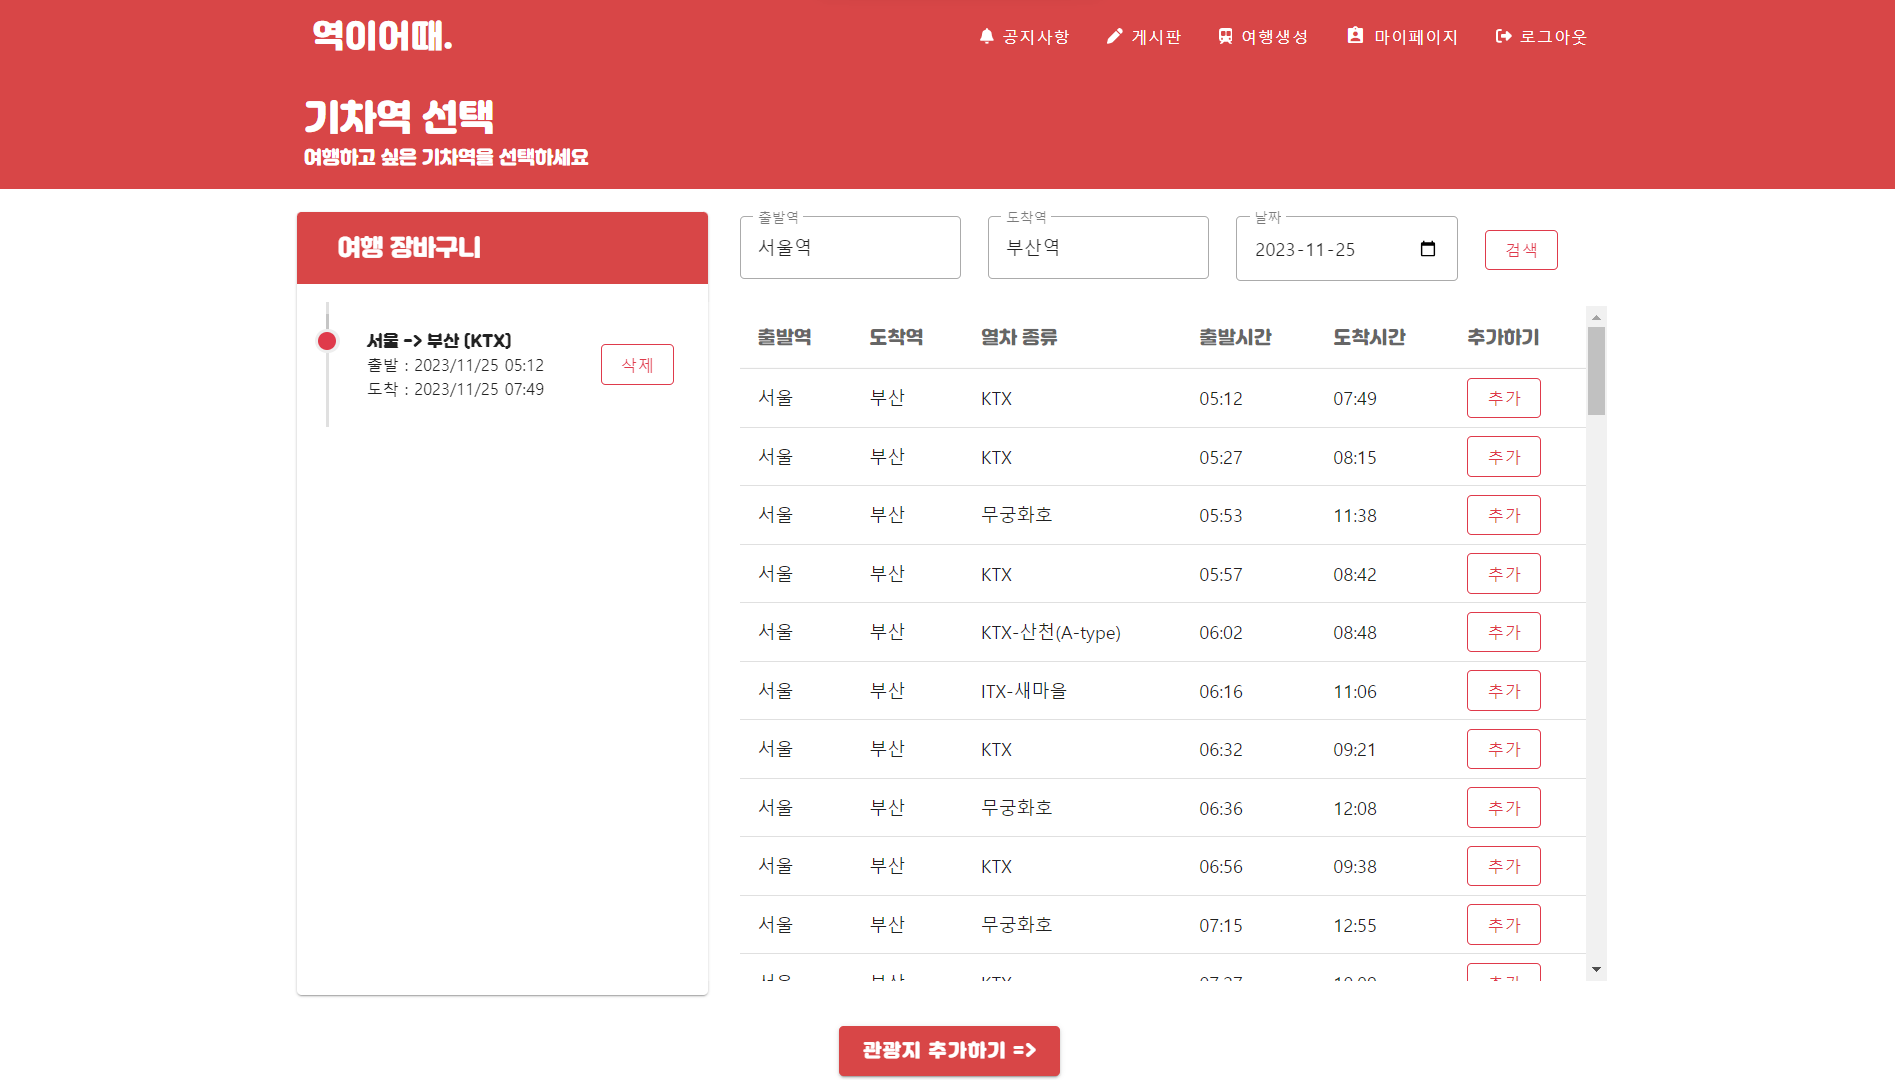 역이어때.
공지사항 게시판 여행생성 마이페이지 로그아웃
기차역 선택
여행하고 싶은 기차역을 선택하세요
여행 장바구니
서울 -> 부산 (KTX)
출발 : 2023/11/25 05:12
도착 : 2023/11/25 07:49
삭제
출발역 도착역 날짜
서울역 부산역 2023-11-25 검색
출발역 도착역 열차 종류 출발시간 도착시간 추가하기
서울 부산 KTX 05:12 07:49 추가
서울 부산 KTX 05:27 08:15 추가
서울 부산 무궁화호 05:53 11:38 추가
서울 부산 KTX 05:57 08:42 추가
서울 부산 KTX-산천(A-type) 06:02 08:48 추가
서울 부산 ITX-새마을 06:16 11:06 추가
서울 부산 KTX 06:32 09:21 추가
서울 부산 무궁화호 06:36 12:08 추가
서울 부산 KTX 06:56 09:38 추가
서울 부산 무궁화호 07:15 12:55 추가
관광지 추가하기 =>